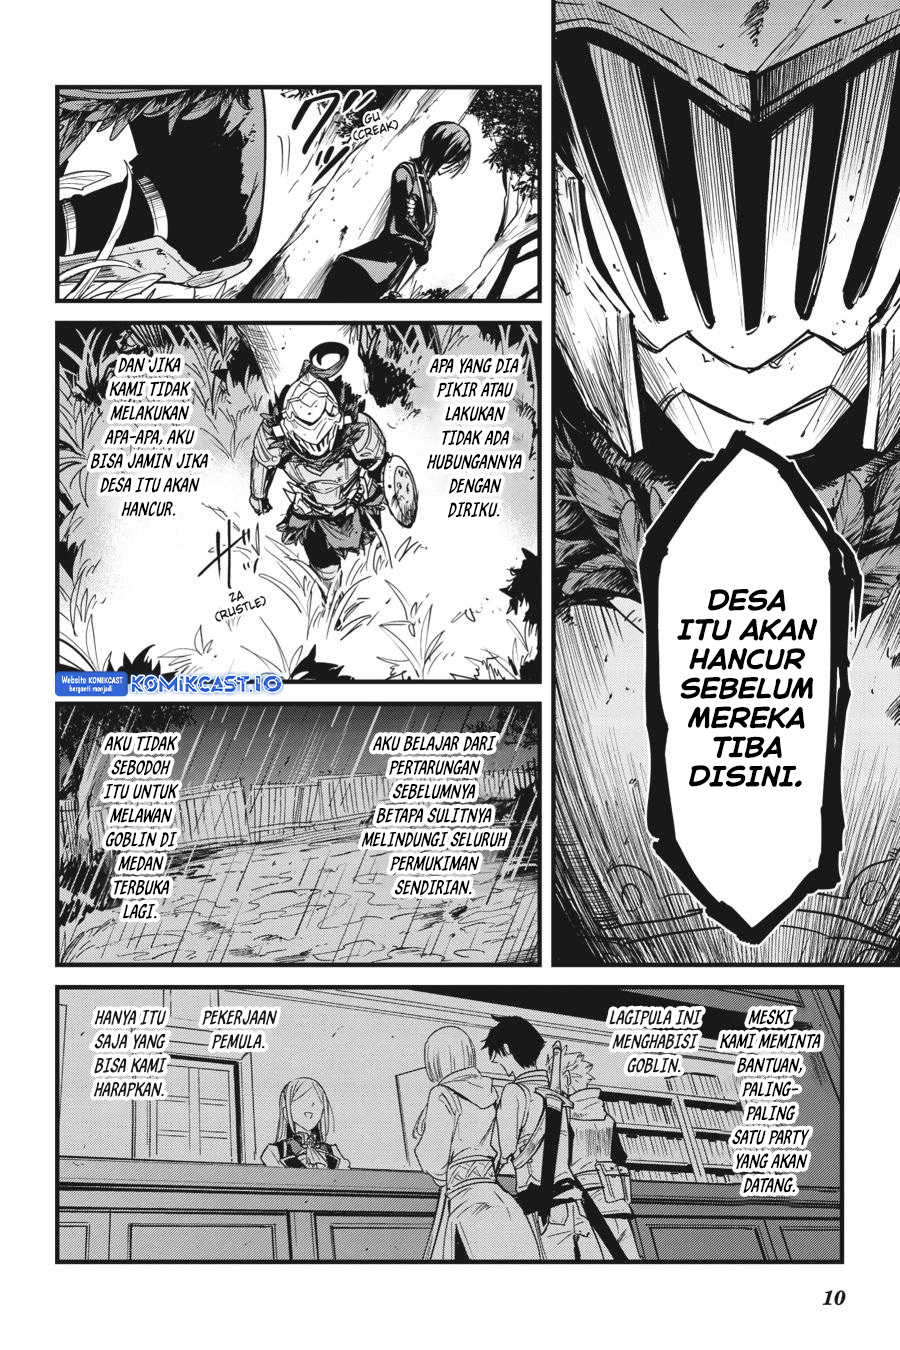 DESA
ITU AKAN
HANCUR
SEBELUM
MEREKA
TIBA
DISINI.
グッ
GU
(CREAK)
APA YANG DIA
PIKIR ATAU
LAKUKAN
TIDAK ADA
HUBUNGANNYA
DENGAN
DIRIKU.
DAN JIKA
KAMI TIDAK
MELAKUKAN
APA-APA, AKU
BISA JAMIN JIKA
DESA ITU AKAN
HANCUR.
ザッ
ZA
(RUSTLE)
Website KOMIKCAST
berganti menjadi
KOMIKCAST.IO
AKU BELAJAR DARI
PERTARUNGAN
SEBELUMNYA
BETAPA SULITNYA
MELINDUNGI SELURUH
PERMUKIMAN
SENDIRIAN.
AKU TIDAK
SEBODOH
ITU UNTUK
MELAWAN
GOBLIN DI
MEDAN
TERBUKA
LAGI.
MESKI
KAMI MEMINTA
BANTUAN,
PALING-
PALING
SATU PARTY
YANG AKAN
DATANG.
LAGIPULA INI
MENGHABISI
GOBLIN.
PEKERJAAN
PEMULA.
HANYA ITU
SAJA YANG
BISA KAMI
HARAPKAN.
10